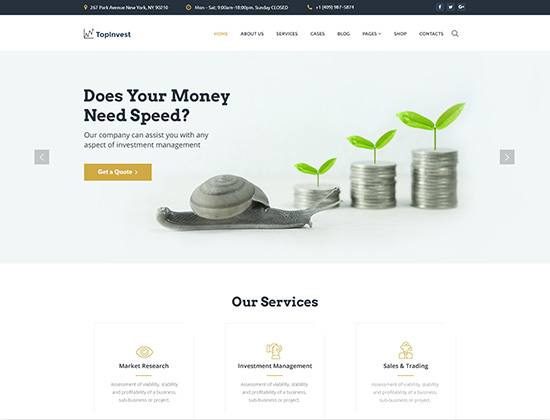 267 Park Avenue New York, NY 90210
Mon – Sat: 9:00am–18:00pm, Sunday CLOSED
+1 (409) 987–5874
TopInvest
HOME
ABOUT US
SERVICES
CASES
BLOG
PAGES
SHOP
CONTACTS
Does Your Money
Need Speed?
Our company can assist you with any
aspect of investment management
Get a Quote
Our Services
Market Research
Investment Management
Sales & Trading
Assessment of viability, stability
and profitability of a business,
sub-business or project.
Assessment of viability, stability
and profitability of a business,
sub-business or project.
Assessment of viability, stability
and profitability of a business,
sub-business or project.